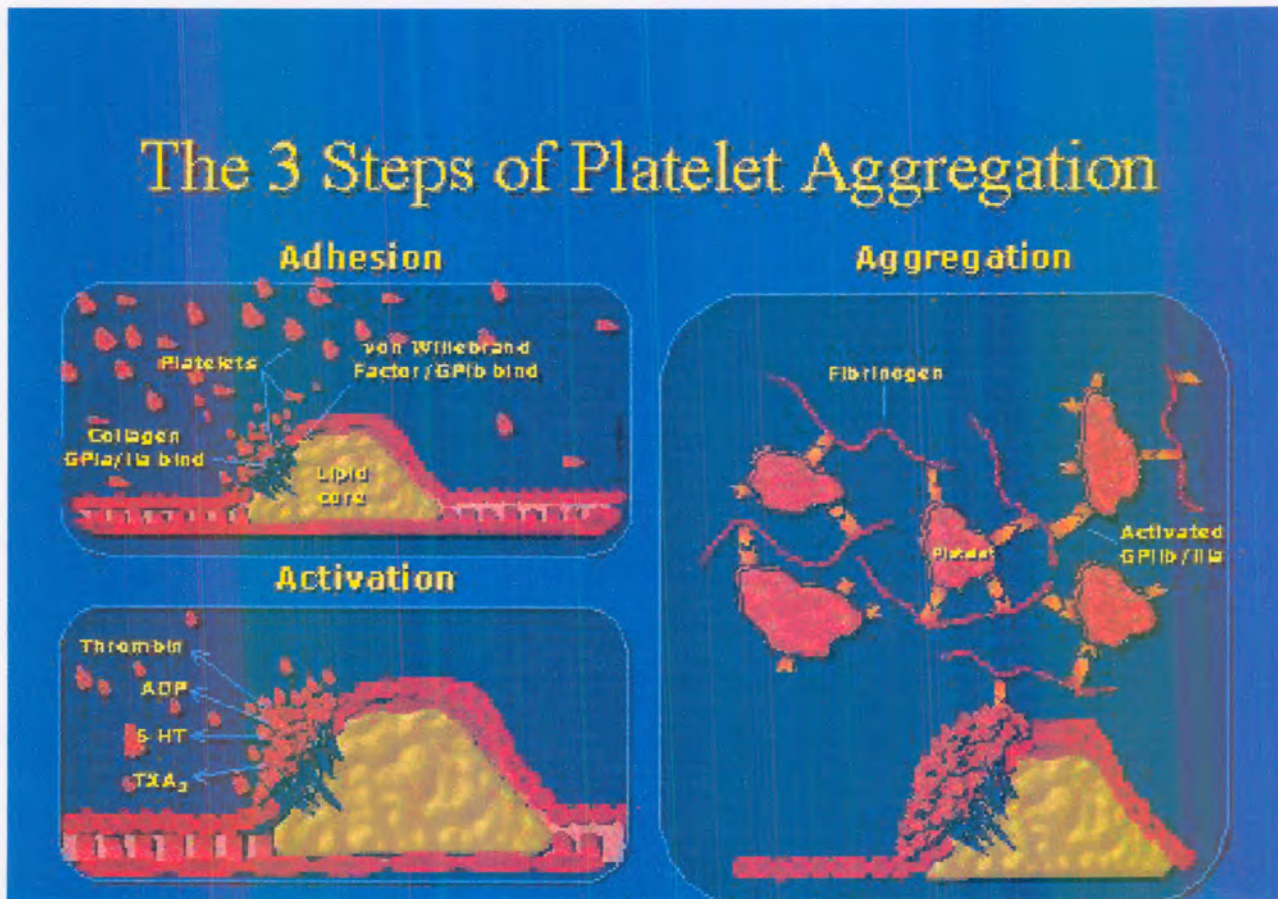 The 3 Steps of Platelet Aggregation
Adhesion
Platelets
von Willebrand
Factor/GPIb bind
Collagen
GPIa/IIa bind
Lipid
core
Activation
Thrombin
ADP
5-HT
TXA2
Aggregation
Fibrinogen
Platelet
Activated
GPIIb/IIIa